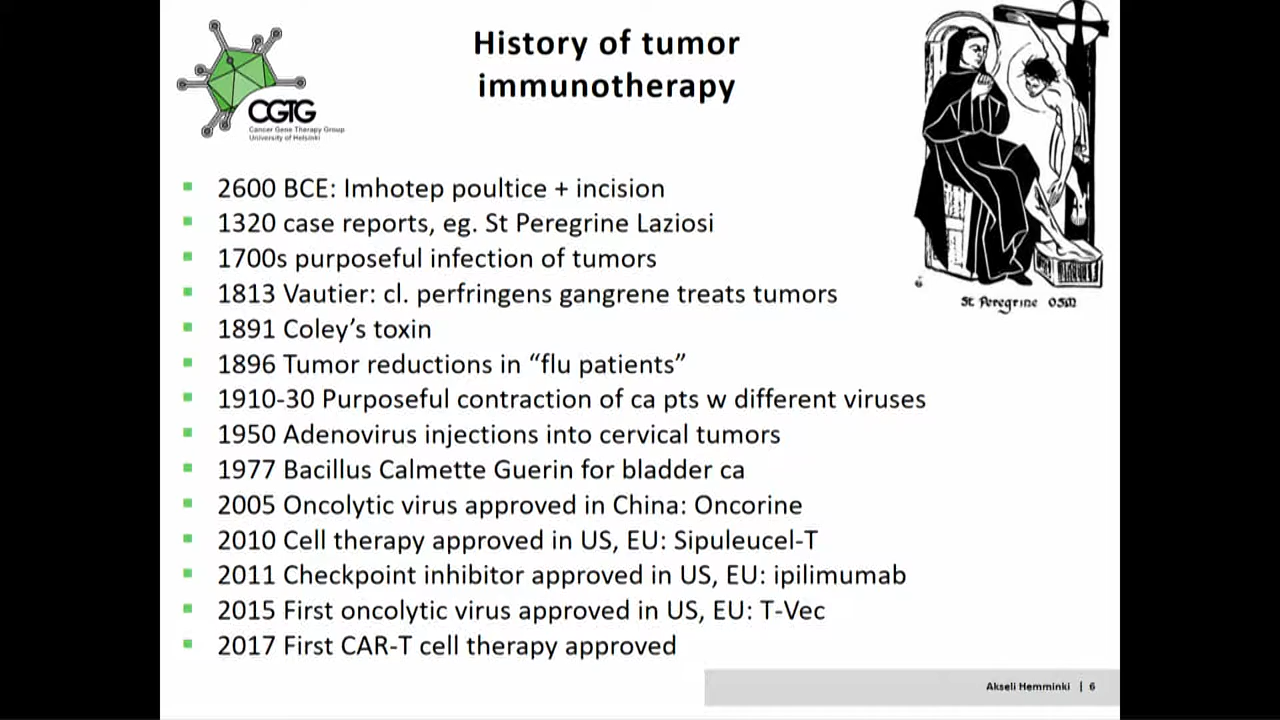 History of tumor
immunotherapy
CGTG
Cancer Gene Therapy Group
University of Helsinki
St. Peregrine OSM
2600 BCE: Imhotep poultice + incision
1320 case reports, eg. St Peregrine Laziosi
1700s purposeful infection of tumors
1813 Vautier: cl. perfringens gangrene treats tumors
1891 Coley’s toxin
1896 Tumor reductions in “flu patients”
1910-30 Purposeful contraction of ca pts w different viruses
1950 Adenovirus injections into cervical tumors
1977 Bacillus Calmette Guerin for bladder ca
2005 Oncolytic virus approved in China: Oncorine
2010 Cell therapy approved in US, EU: Sipuleucel-T
2011 Checkpoint inhibitor approved in US, EU: ipilimumab
2015 First oncolytic virus approved in US, EU: T-Vec
2017 First CAR-T cell therapy approved
Akseli Hemminki | 6